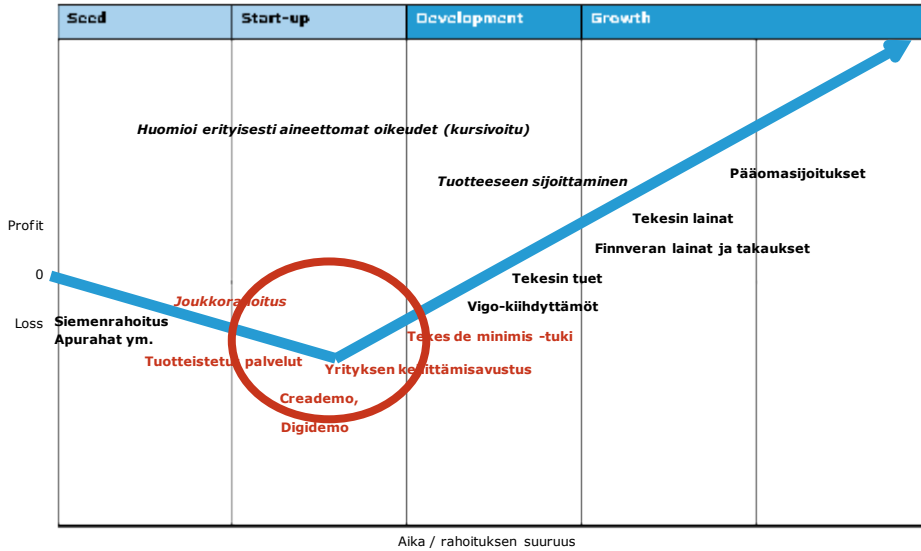 Seed
Start-up
Development
Growth
Huomioi erityisesti aineettomat oikeudet (kursivoitu)
Pääomasijoitukset
Tuotteeseen sijoittaminen
Tekesin lainat
Profit
Finnveran lainat ja takaukset
0
Tekesin tuet
Joukkorahoitus
Vigo-kiihdyttämöt
Loss
Siemenrahoitus
Apurahat ym.
Tekes de minimis -tuki
Tuotteistetut palvelut
Yrityksen kehittämisavustus
Creademo,
Digidemo
Aika / rahoituksen suuruus